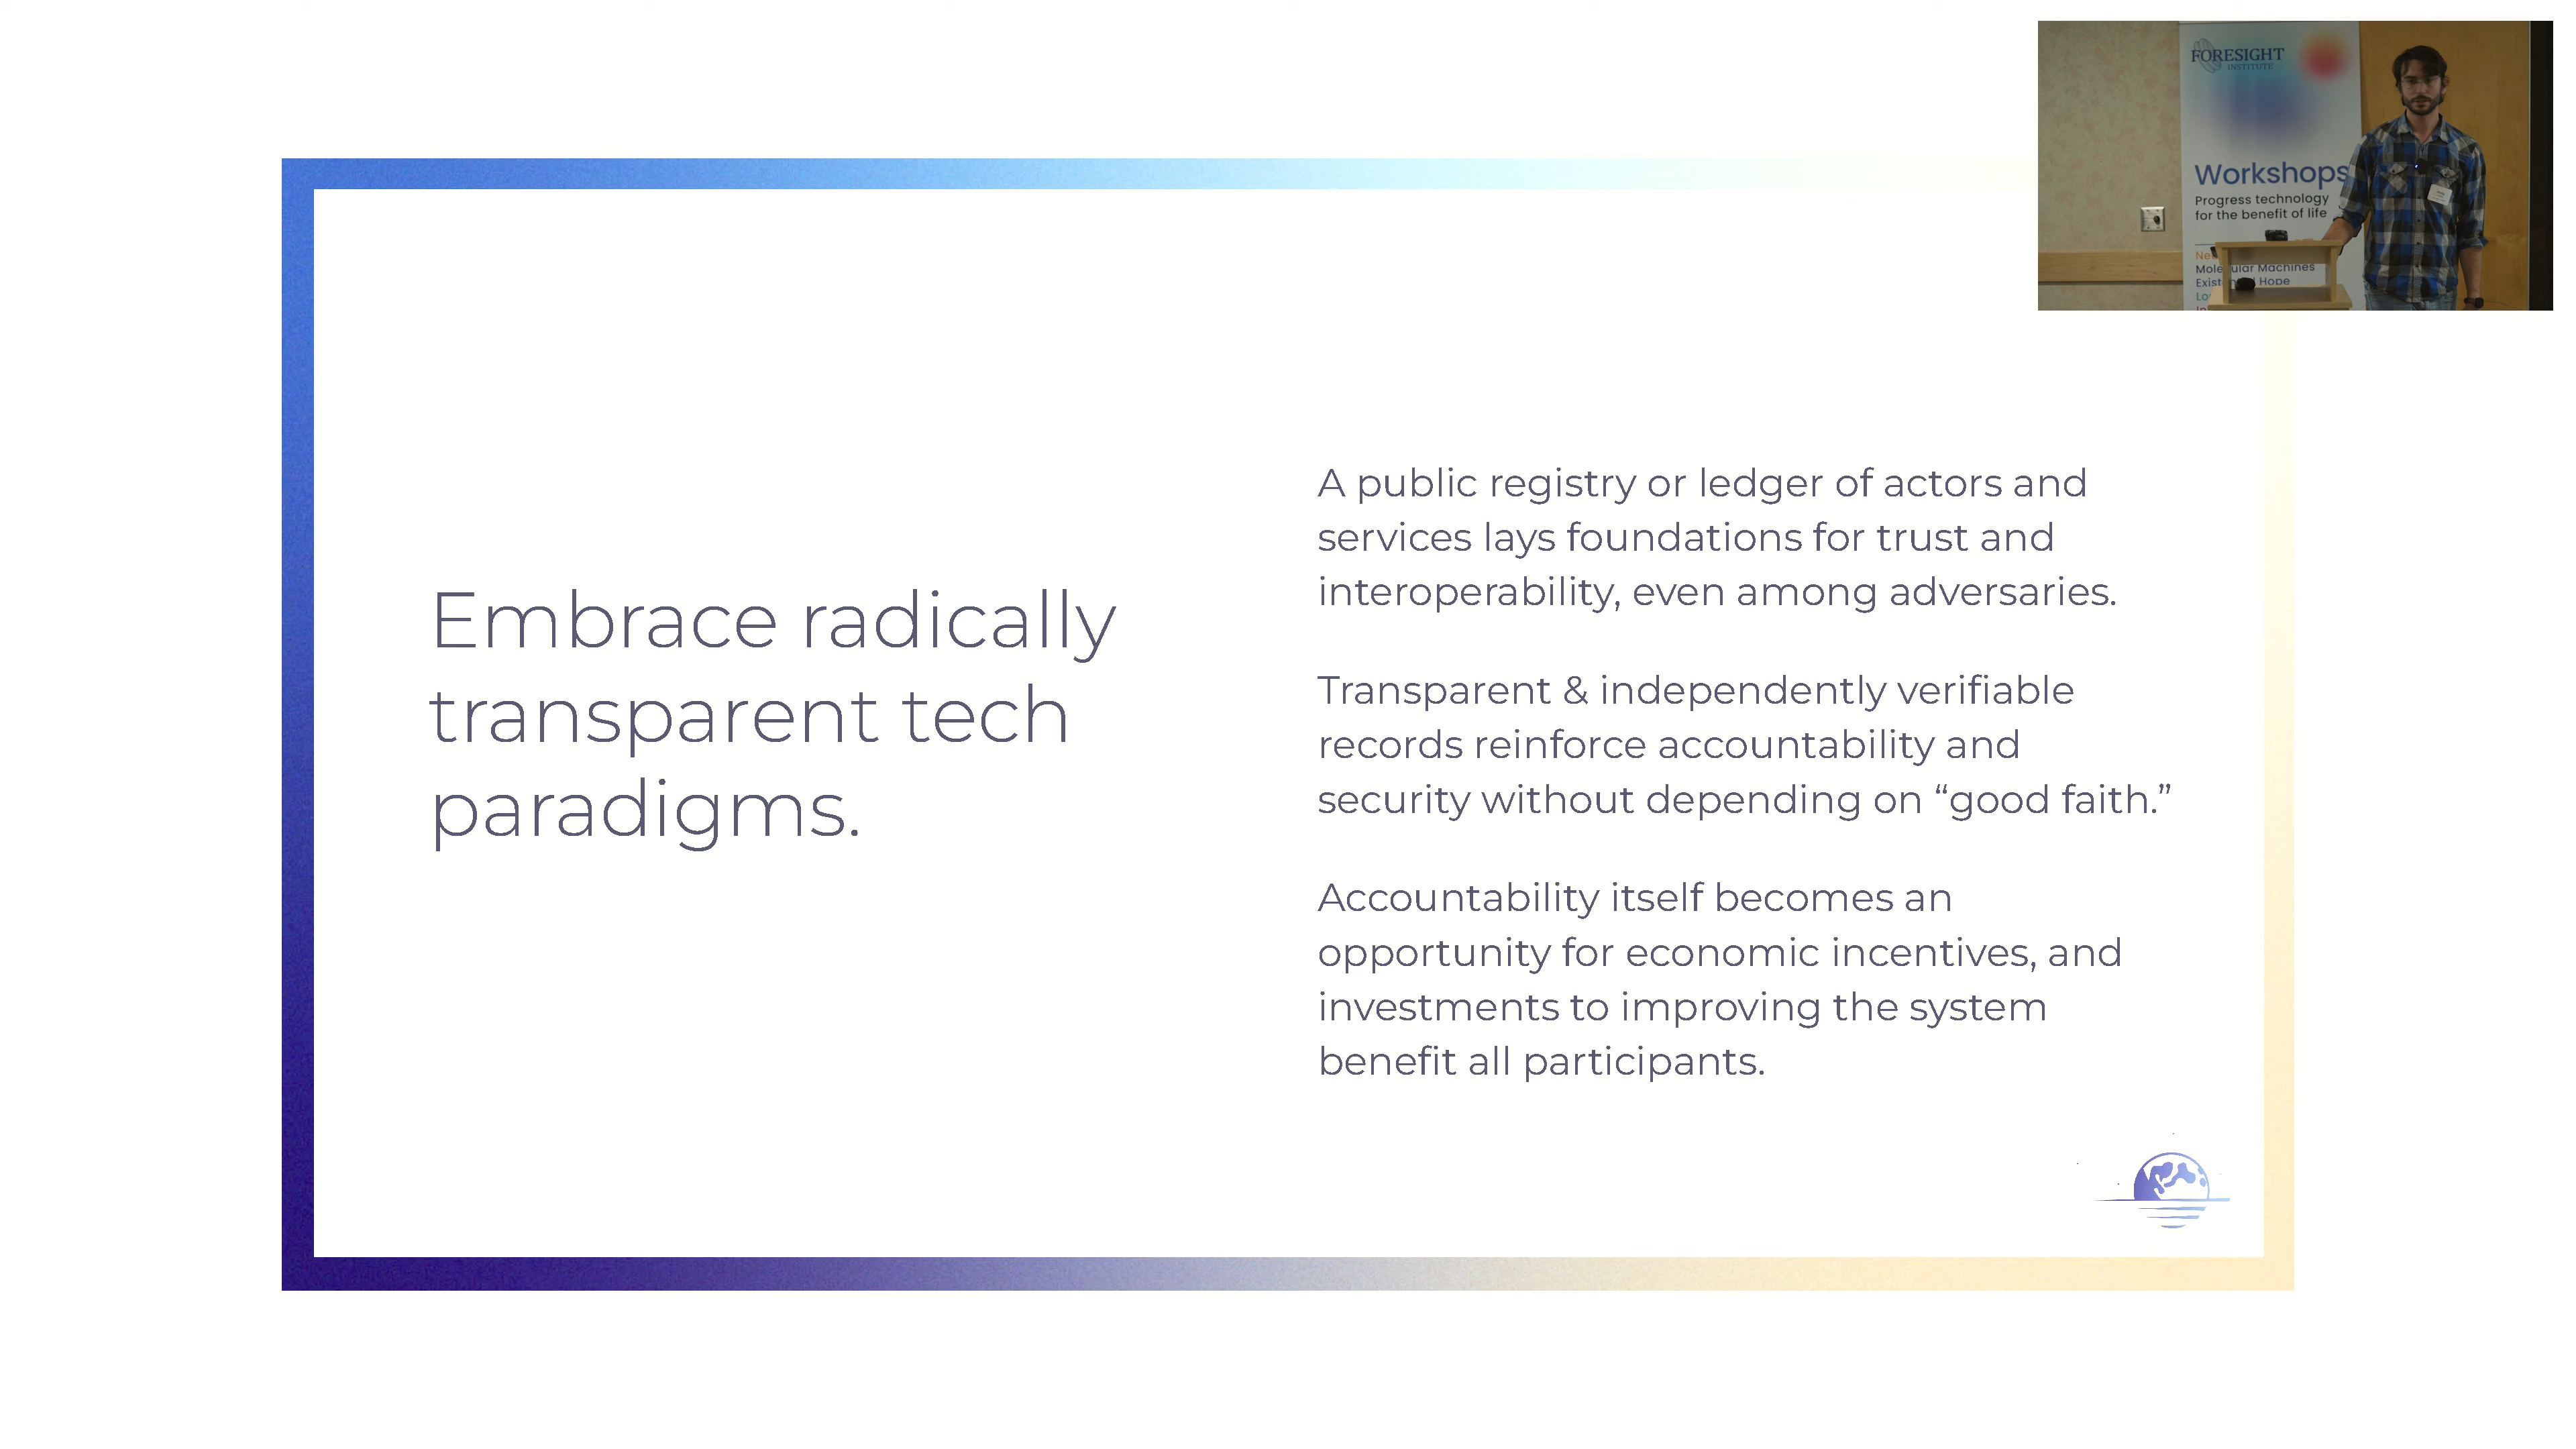 FORESIGHT
INSTITUTE
Workshops
Progress technology
for the benefit of life
Molecular Machines
Hope
Embrace radically
transparent tech
paradigms.
A public registry or ledger of actors and
services lays foundations for trust and
interoperability, even among adversaries.
Transparent & independently verifiable
records reinforce accountability and
security without depending on “good faith.”
Accountability itself becomes an
opportunity for economic incentives, and
investments to improving the system
benefit all participants.